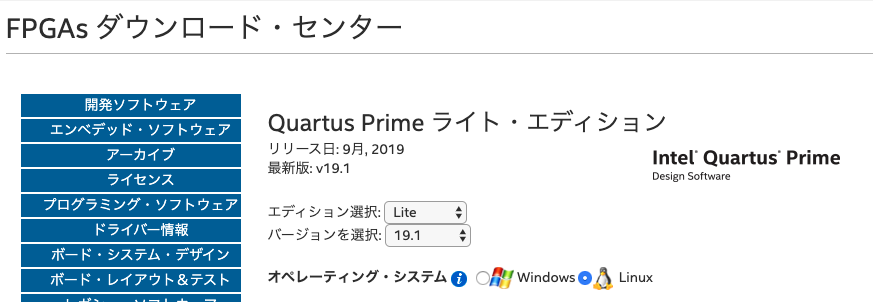 FPGAs ダウンロード・センター
開発ソフトウェア
エンベデッド・ソフトウェア
アーカイブ
ライセンス
プログラミング・ソフトウェア
ドライバー情報
ボード・システム・デザイン
ボード・レイアウト&テスト
Quartus Prime ライト・エディション
リリース日: 9月, 2019
最新版: v19.1
Intel® Quartus® Prime
Design Software
エディション選択: Lite
バージョンを選択: 19.1
オペレーティング・システム Windows Linux